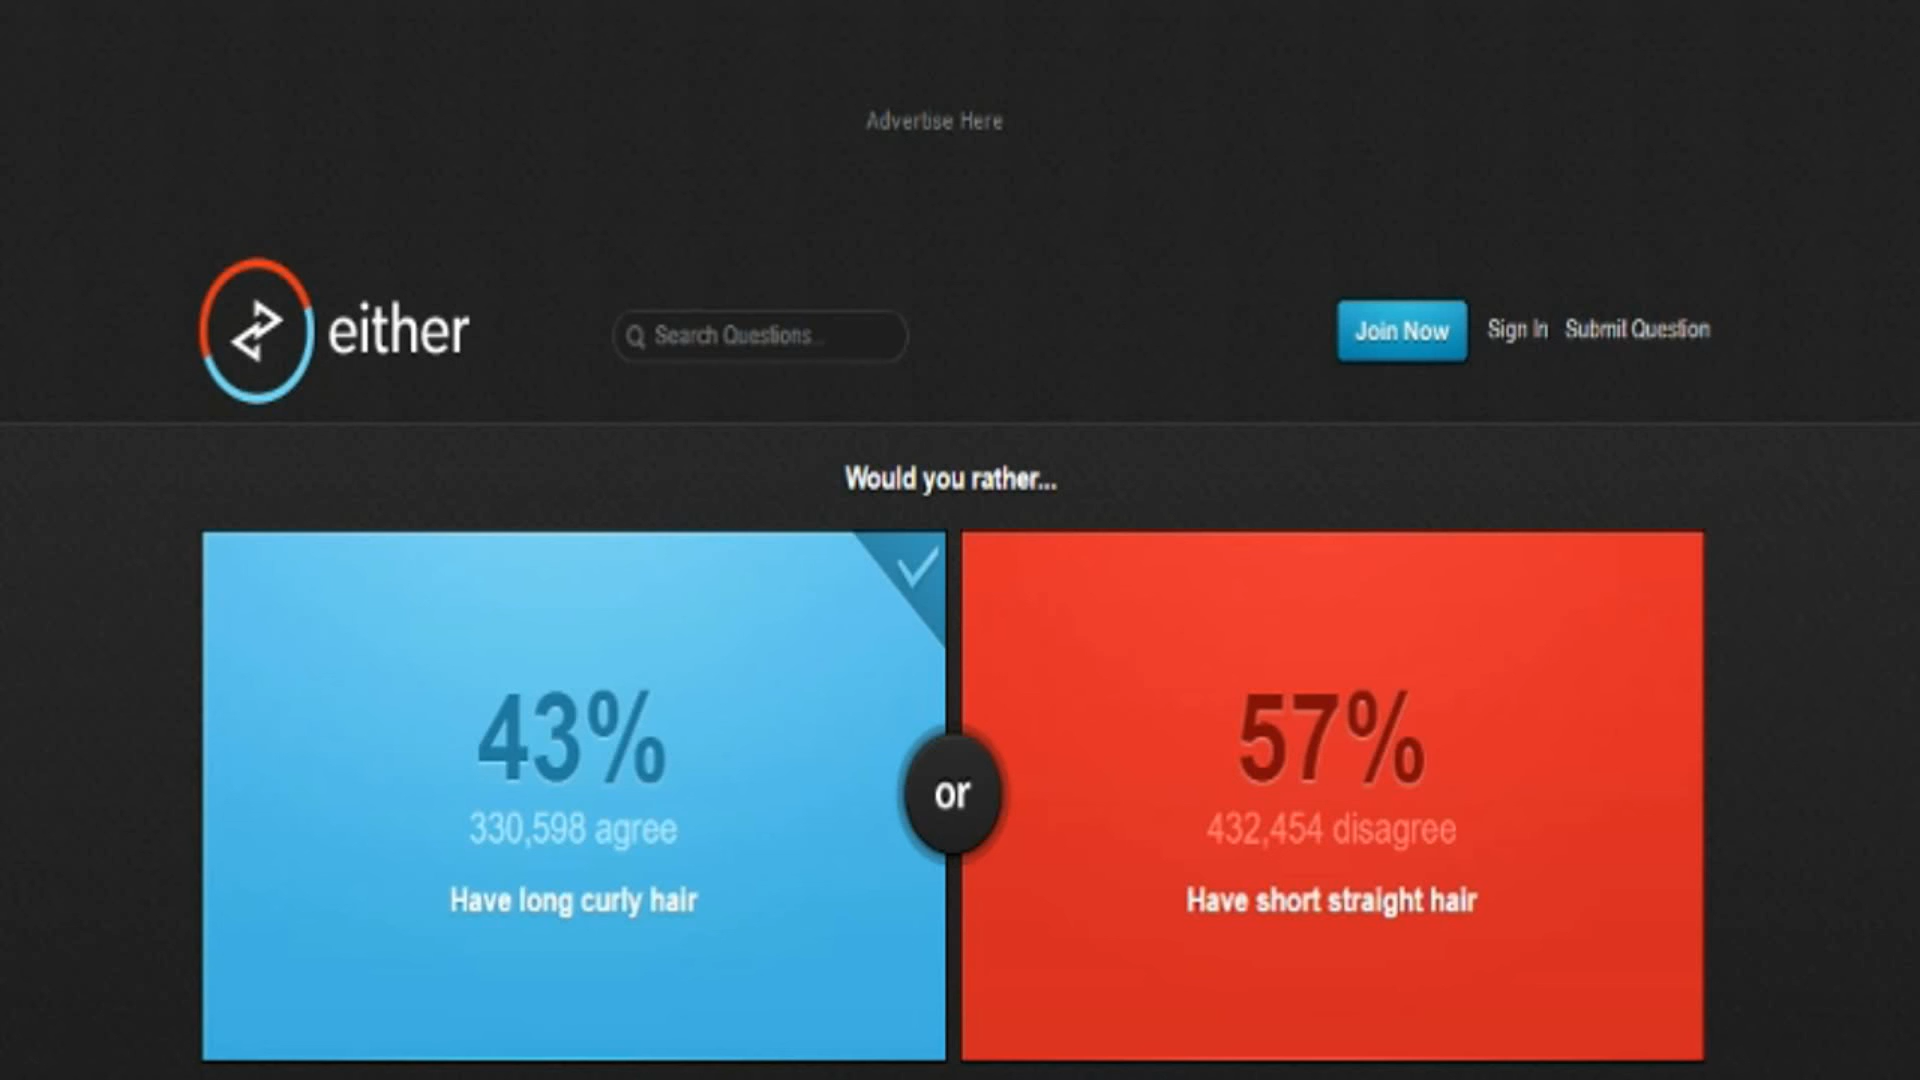 Advertise Here
either
Search Questions...
Join Now
Sign In
Submit Question
Would you rather...
43%
330,598 agree
Have long curly hair
or
57%
432,454 disagree
Have short straight hair